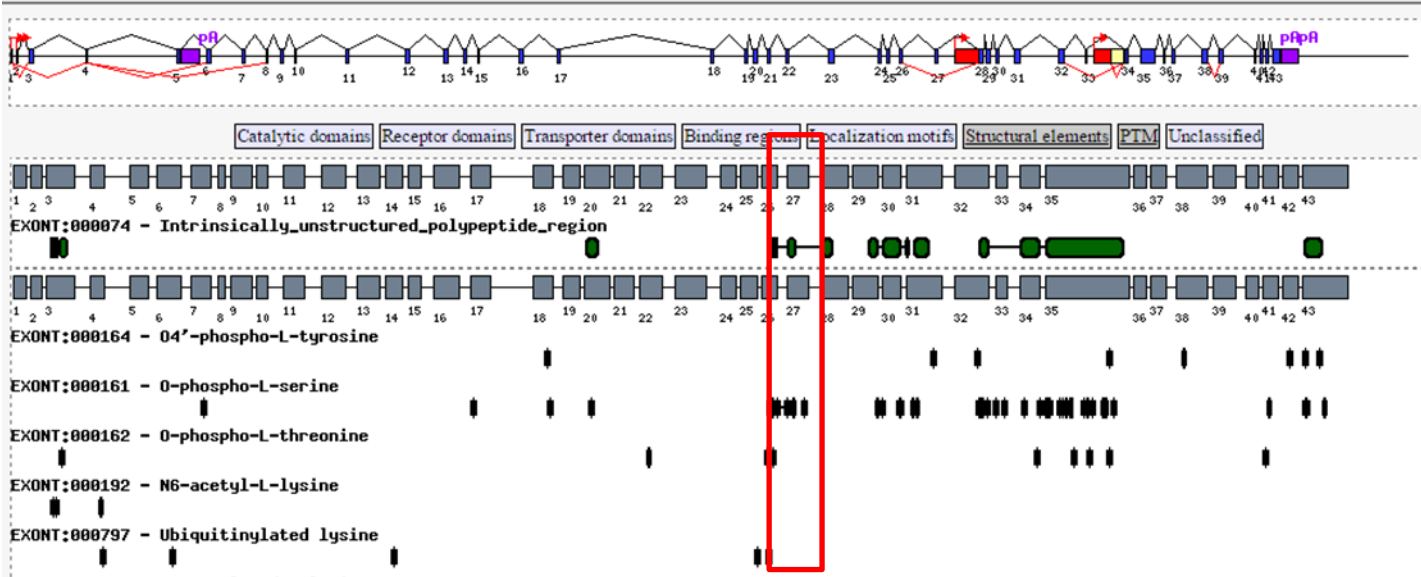 pA pApA
1 2 3 4 5 6 7 8 9 10 11 12 13 14 15 16 17 18 19 20 21 22 23 24 25 26 27 28 29 30 31 32 33 34 35 36 37 38 39 40 41 42 43
Catalytic domains Receptor domains Transporter domains Binding regions Localization motifs Structural elements PTM Unclassified
1 2 3 4 5 6 7 8 9 10 11 12 13 14 15 16 17 18 19 20 21 22 23 24 25 26 27 28 29 30 31 32 33 34 35 36 37 38 39 40 41 42 43
EXONT:000074 - Intrinsically_unstructured_polypeptide_region
1 2 3 4 5 6 7 8 9 10 11 12 13 14 15 16 17 18 19 20 21 22 23 24 25 26 27 28 29 30 31 32 33 34 35 36 37 38 39 40 41 42 43
EXONT:000164 - O4'-phospho-L-tyrosine
EXONT:000161 - O-phospho-L-serine
EXONT:000162 - O-phospho-L-threonine
EXONT:000192 - N6-acetyl-L-lysine
EXONT:000797 - Ubiquitinylated lysine